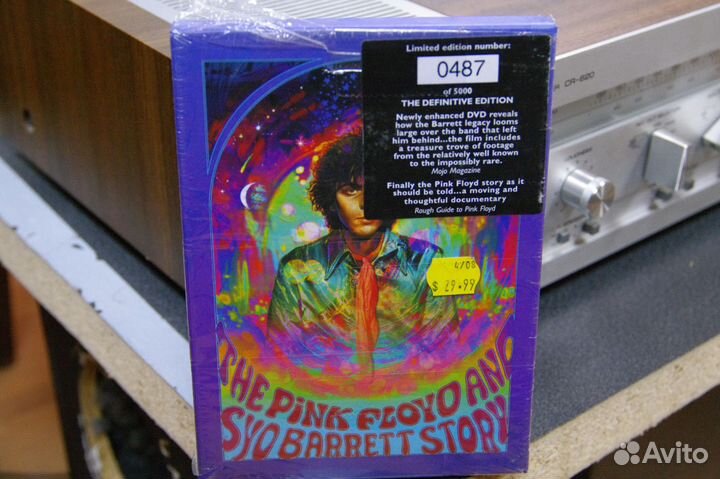 Limited edition number:
0487
of 5000
THE DEFINITIVE EDITION
Newly enhanced DVD reveals
how the Barrett legacy looms
large over the band that left
him behind...the film includes
a treasure trove of footage
from the relatively well known
to the impossibly rare.
Mojo Magazine
Finally the Pink Floyd story as it
should be told...a moving and
thoughtful documentary
Rough Guide to Pink Floyd
CR-620
4/08
$ 29.99
THE PINK FLOYD AND
SYD BARRETT STORY
Avito